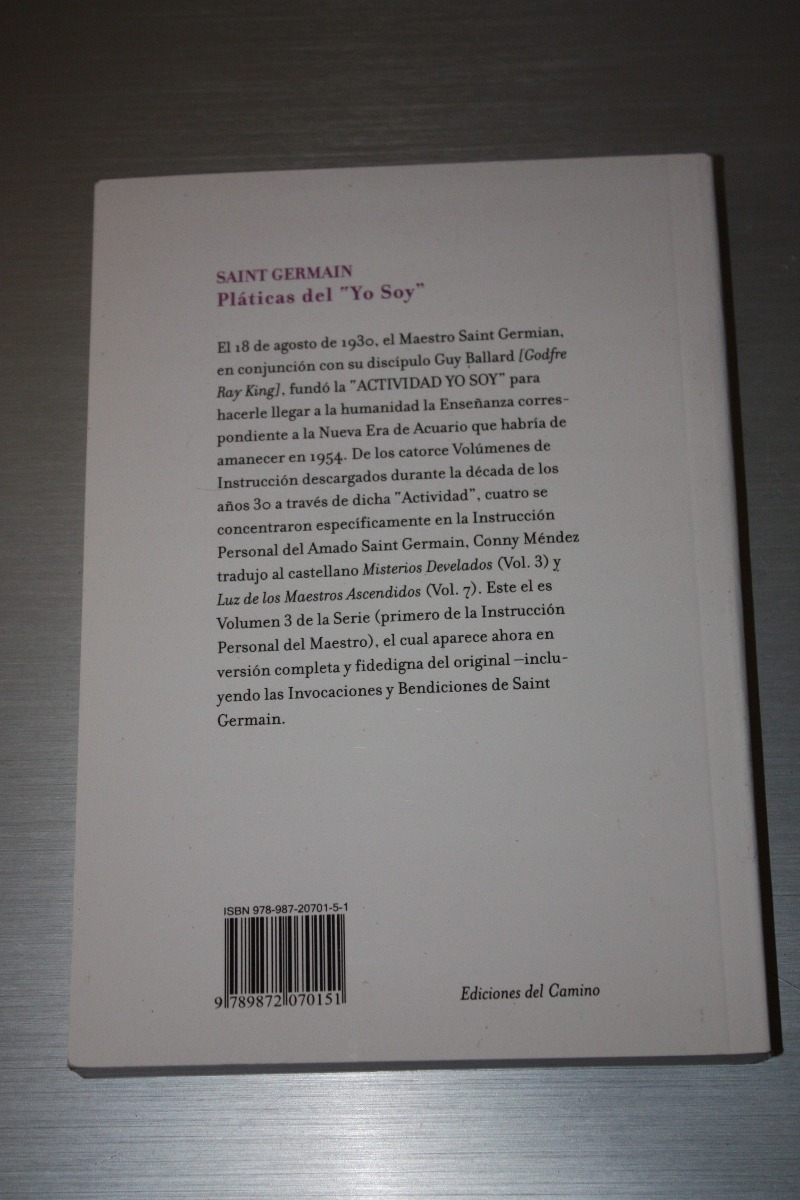 SAINT GERMAIN
Pláticas del "Yo Soy"
El 18 de agosto de 1930, el Maestro Saint Germian,
en conjunción con su discípulo Guy Ballard [Godfre
Ray King], fundó la "ACTIVIDAD YO SOY" para
hacerle llegar a la humanidad la Enseñanza corres-
pondiente a la Nueva Era de Acuario que habría de
amanecer en 1954. De los catorce Volúmenes de
Instrucción descargados durante la década de los
años 30 a través de dicha "Actividad", cuatro se
concentraron específicamente en la Instrucción
Personal del Amado Saint Germain, Conny Méndez
tradujo al castellano Misterios Develados (Vol. 3) y
Luz de los Maestros Ascendidos (Vol. 7). Este el es
Volumen 3 de la Serie (primero de la Instrucción
Personal del Maestro), el cual aparece ahora en
versión completa y fidedigna del original —inclu-
yendo las Invocaciones y Bendiciones de Saint
Germain.
ISBN 978-987-20701-5-1
9 789872 070151
Ediciones del Camino